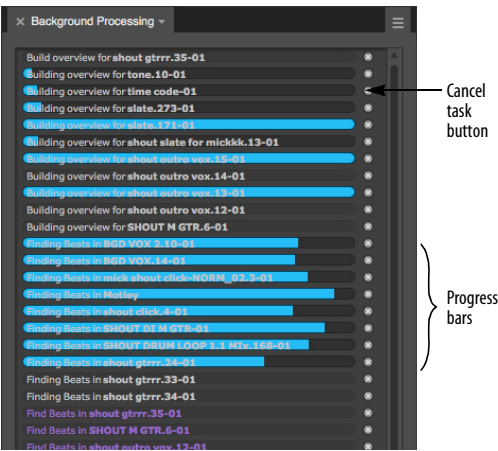 Background Processing
Build overview for shout gtrrr.35-01
Building overview for tone.10-01
Building overview for time code-01
Building overview for slate.273-01
Building overview for slate.171-01
Building overview for shout slate for mickkk.13-01
Building overview for shout outro vox.15-01
Building overview for shout outro vox.14-01
Building overview for shout outro vox.13-01
Building overview for shout outro vox.12-01
Building overview for SHOUT M GTR.6-01
Finding Beats in BGD VOX 2.10-01
Finding Beats in BGD VOX.14-01
Finding Beats in mick shout click-NORM_02.3-01
Finding Beats in Motley
Finding Beats in shout click.4-01
Finding Beats in SHOUT DI M GTR-01
Finding Beats in SHOUT DRUM LOOP 1.1 MIx.168-01
Finding Beats in shout gtrrr.24-01
Finding Beats in shout gtrrr.33-01
Finding Beats in shout gtrrr.34-01
Find Beats in shout gtrrr.35-01
Find Beats in SHOUT M GTR.6-01
Find Beats in shout outro vox.12-01
Cancel
task
button
Progress
bars